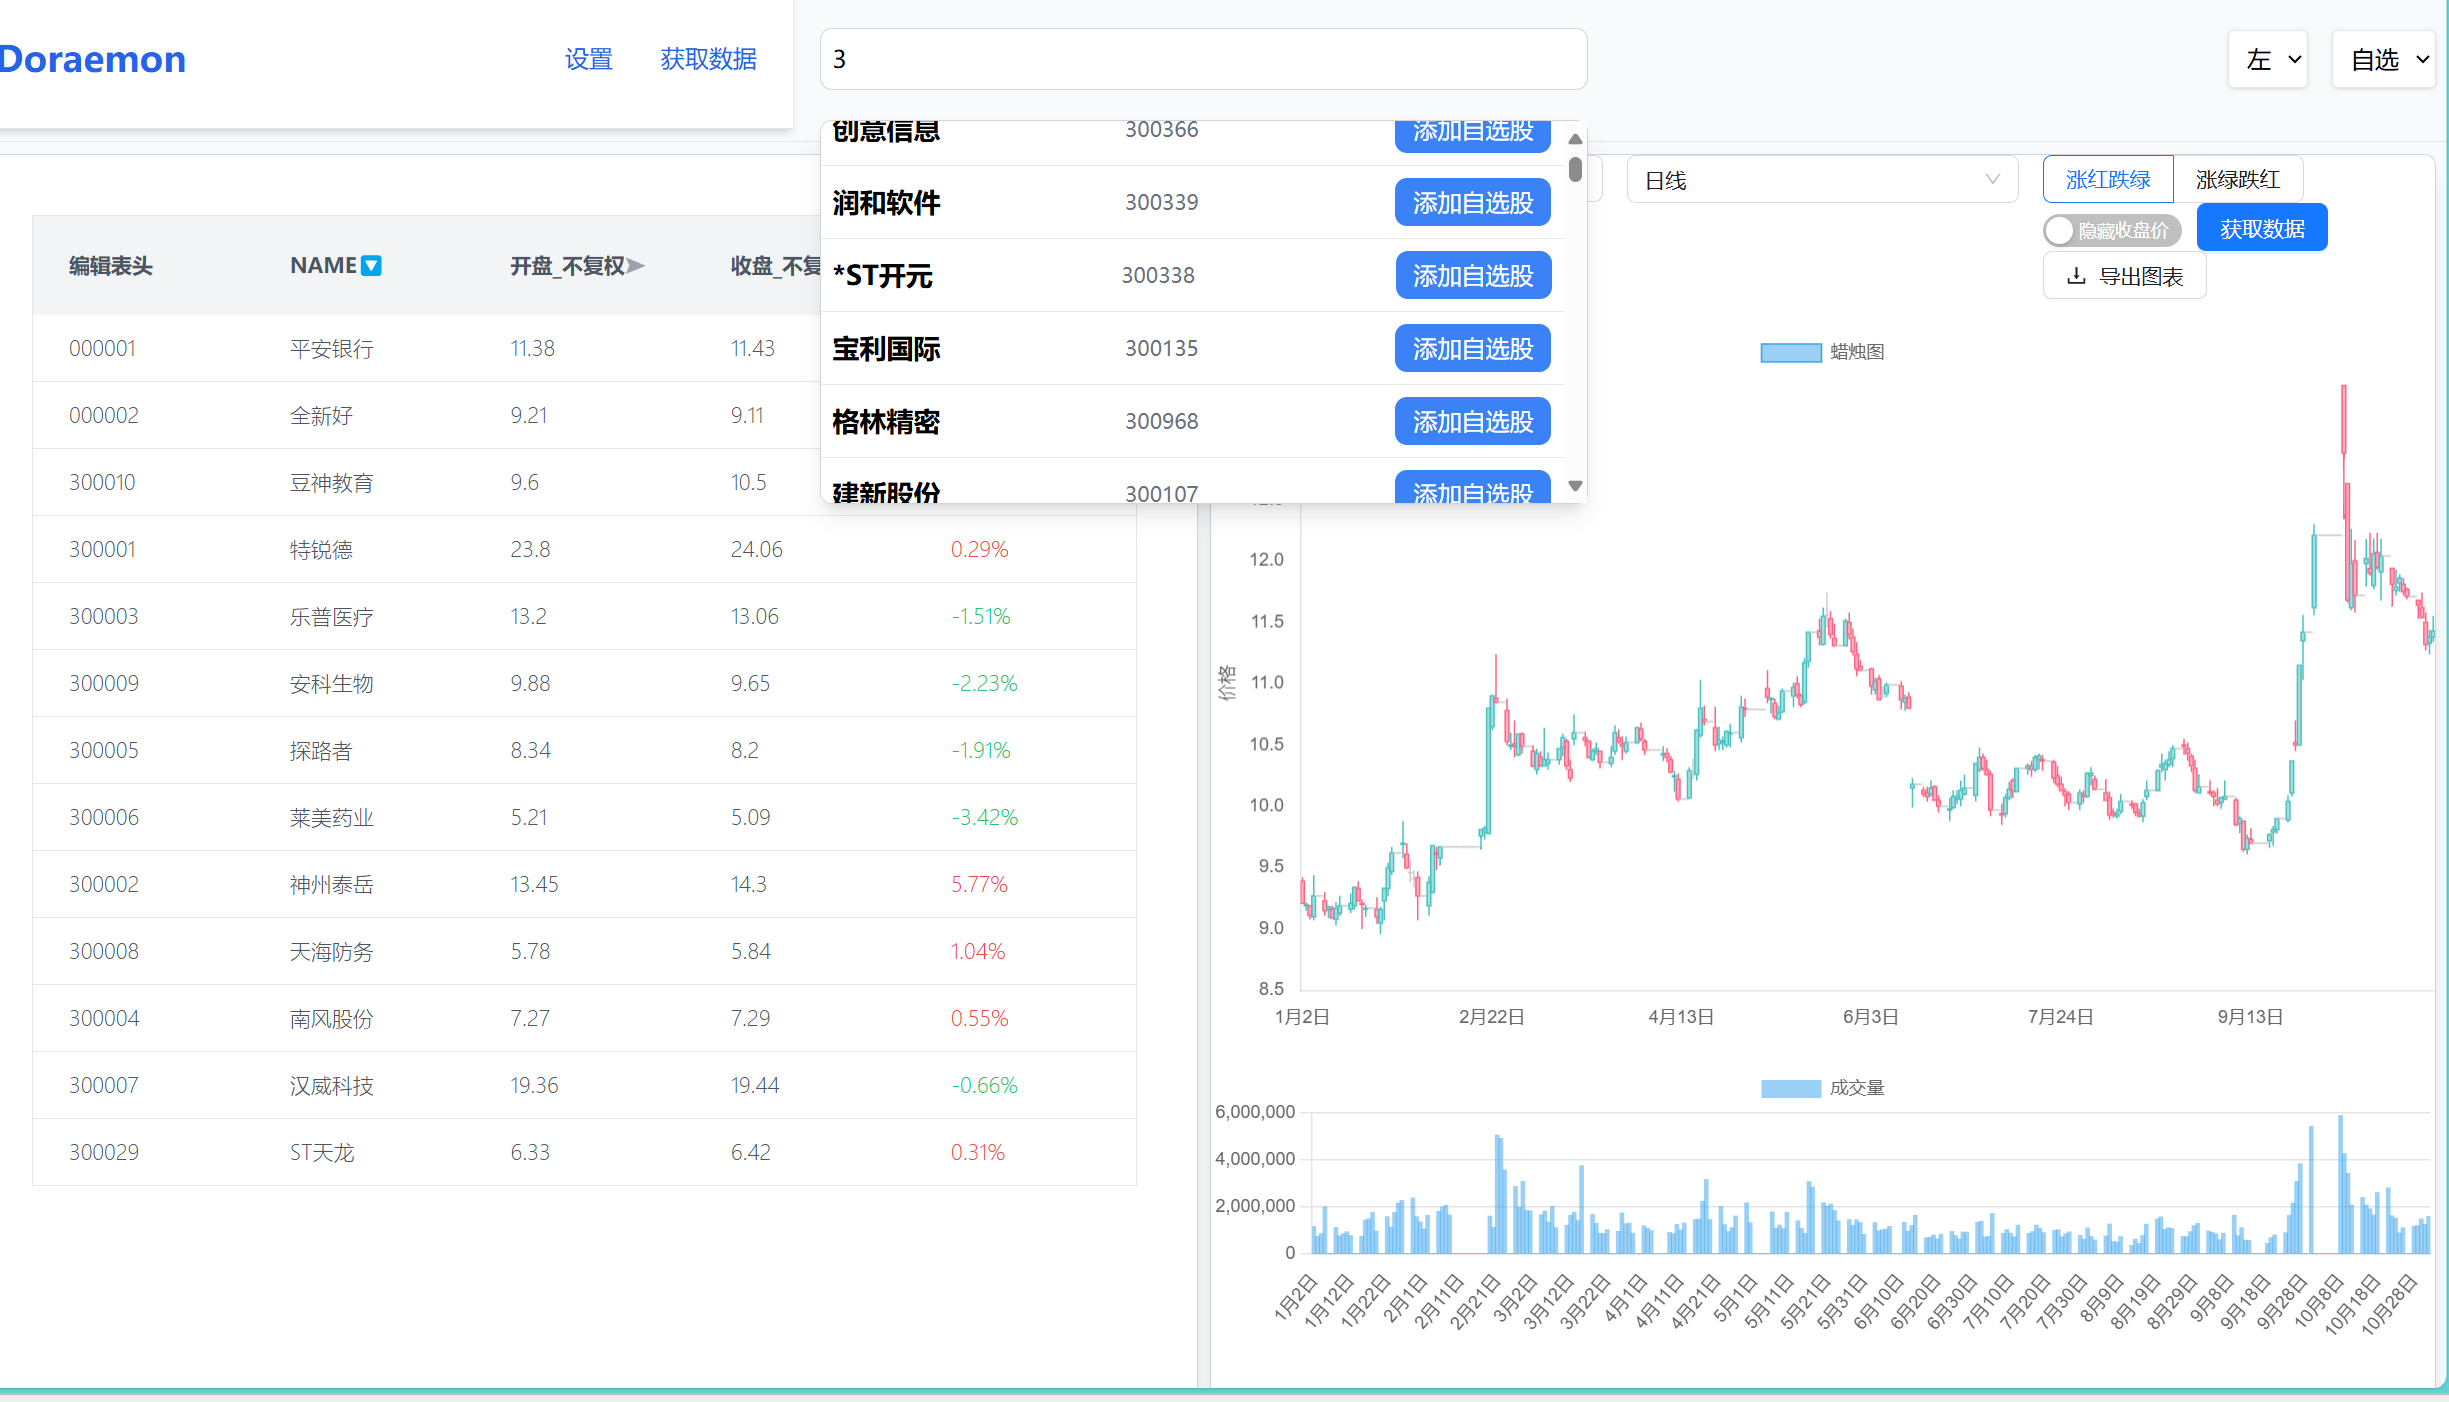 Doraemon 设置 获取数据 3 左 自选
创意信息 300366 添加自选股
润和软件 300339 添加自选股
*ST开元 300338 添加自选股
宝利国际 300135 添加自选股
格林精密 300968 添加自选股
建新股份 300107 添加自选股
编辑表头 NAME 开盘_不复权 收盘_不复
000001 平安银行 11.38 11.43
000002 全新好 9.21 9.11
300010 豆神教育 9.6 10.5
300001 特锐德 23.8 24.06 0.29%
300003 乐普医疗 13.2 13.06 -1.51%
300009 安科生物 9.88 9.65 -2.23%
300005 探路者 8.34 8.2 -1.91%
300006 莱美药业 5.21 5.09 -3.42%
300002 神州泰岳 13.45 14.3 5.77%
300008 天海防务 5.78 5.84 1.04%
300004 南风股份 7.27 7.29 0.55%
300007 汉威科技 19.36 19.44 -0.66%
300029 ST天龙 6.33 6.42 0.31%
日线 涨红跌绿 涨绿跌红
隐藏收盘价 获取数据
导出图表
蜡烛图
价格
12.0
11.5
11.0
10.5
10.0
9.5
9.0
8.5
1月2日 2月22日 4月13日 6月3日 7月24日 9月13日
成交量
6,000,000
4,000,000
2,000,000
0
1月2日 1月12日 1月22日 2月1日 2月11日 2月21日 3月2日 3月12日 3月22日 4月1日 4月11日 4月21日 5月1日 5月11日 5月21日 5月31日 6月10日 6月20日 6月30日 7月10日 7月20日 7月30日 8月9日 8月19日 8月29日 9月8日 9月18日 9月28日 10月8日 10月18日 10月28日